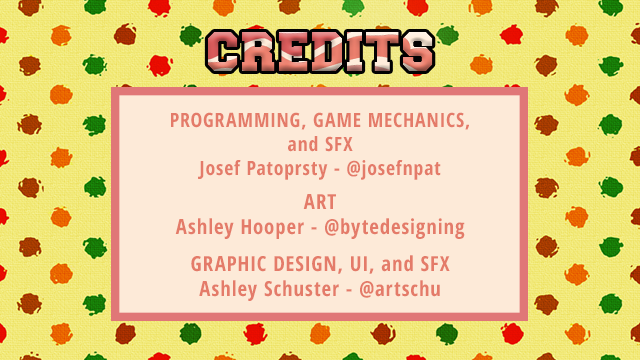 CREDITS
PROGRAMMING, GAME MECHANICS,
and SFX
Josef Patoprsty - @josefnpat
ART
Ashley Hooper - @bytedesigning
GRAPHIC DESIGN, UI, and SFX
Ashley Schuster - @artschu